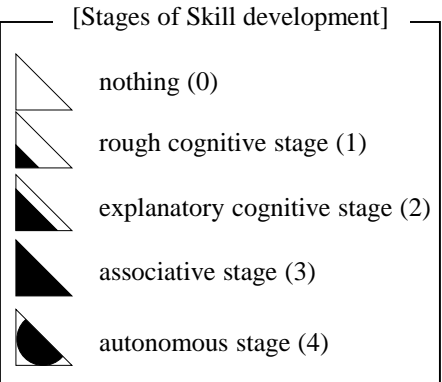 [Stages of Skill development]
nothing (0)
rough cognitive stage (1)
explanatory cognitive stage (2)
associative stage (3)
autonomous stage (4)